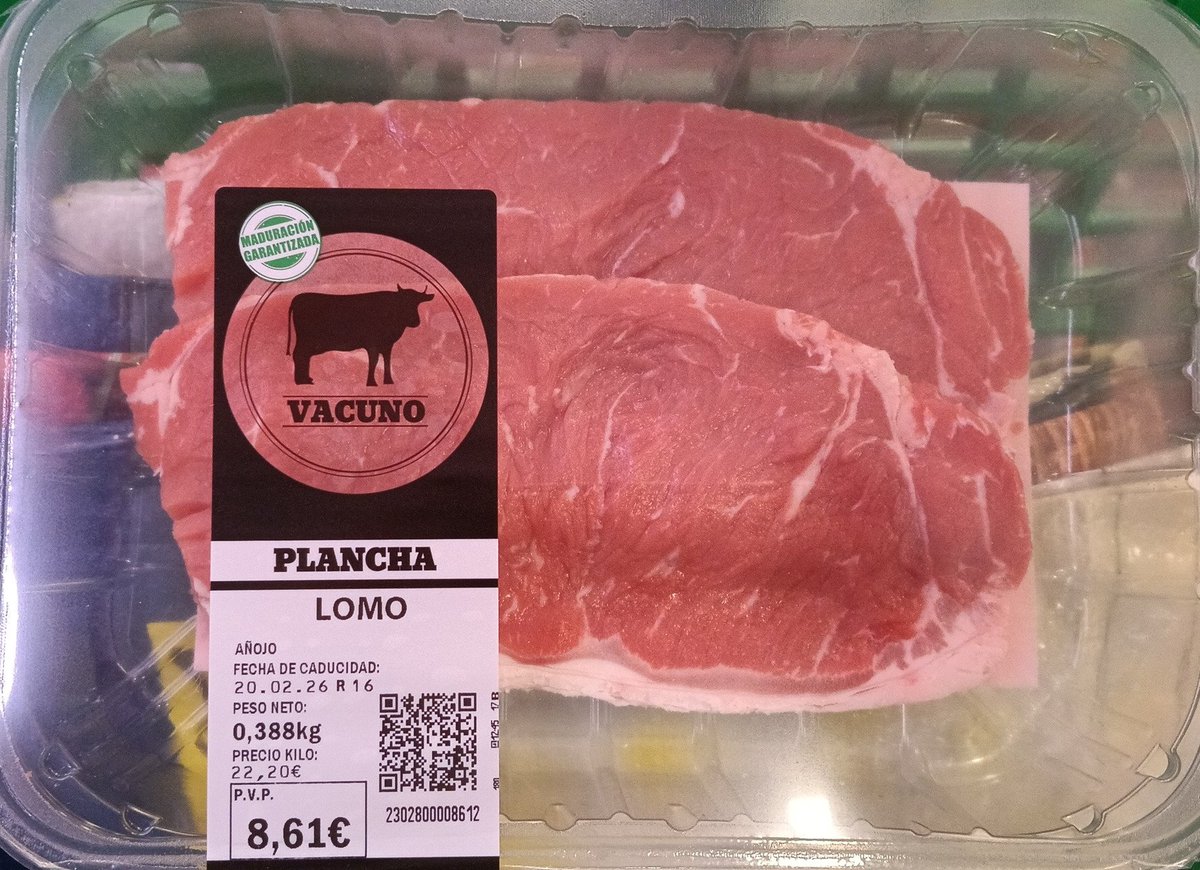 MADURACIÓN
GARANTIZADA
VACUNO
PLANCHA
LOMO
AÑOJO
FECHA DE CADUCIDAD:
20.02.26 R 16
PESO NETO:
0,388kg
PRECIO KILO:
22,20€
P.V.P.
8,61€
2302800008612